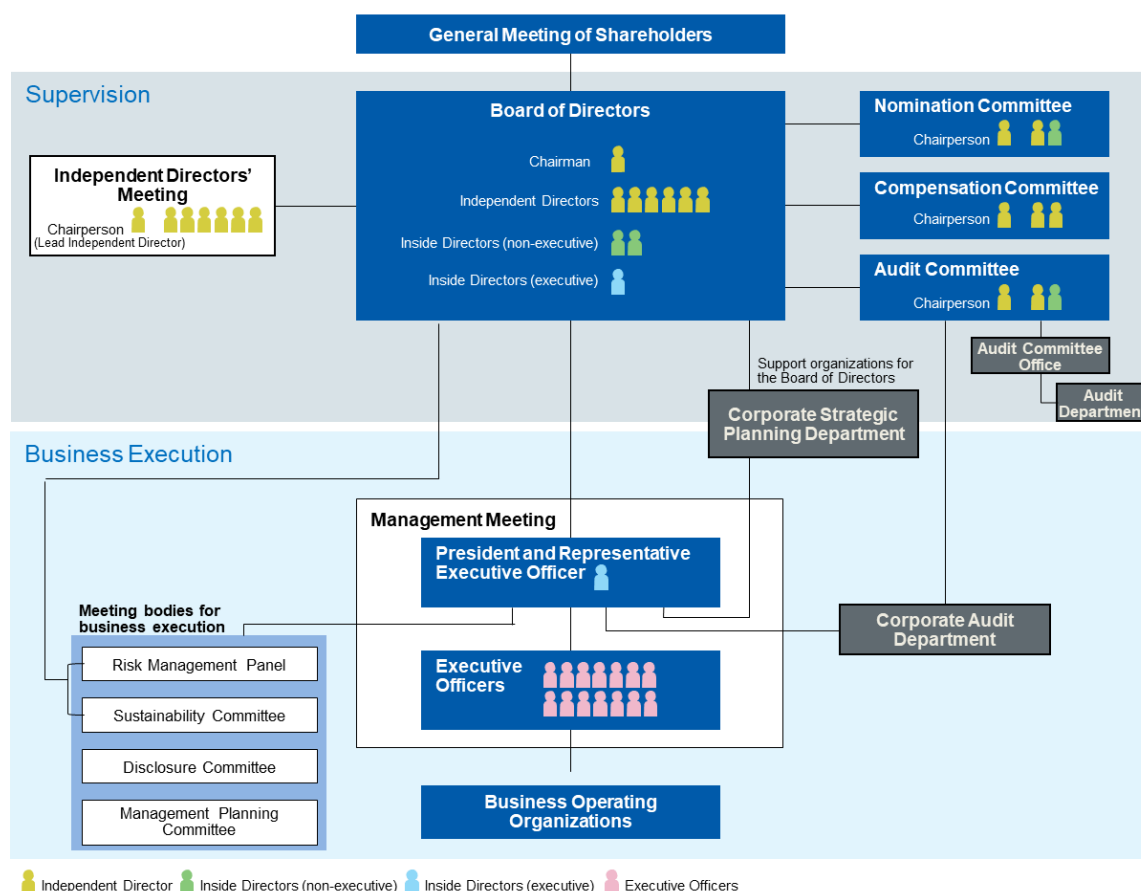 General Meeting of Shareholders
Supervision
Board of Directors
Chairman
Independent Directors
Inside Directors (non-executive)
Inside Directors (executive)
Independent Directors'
Meeting
Chairperson
(Lead Independent Director)
Nomination Committee
Chairperson
Compensation Committee
Chairperson
Audit Committee
Chairperson
Audit Committee
Office
Audit
Department
Support organizations for
the Board of Directors
Corporate Strategic
Planning Department
Business Execution
Management Meeting
President and Representative
Executive Officer
Meeting bodies for
business execution
Risk Management Panel
Sustainability Committee
Disclosure Committee
Management Planning
Committee
Executive
Officers
Corporate Audit
Department
Business Operating
Organizations
Independent Director Inside Directors (non-executive) Inside Directors (executive) Executive Officers